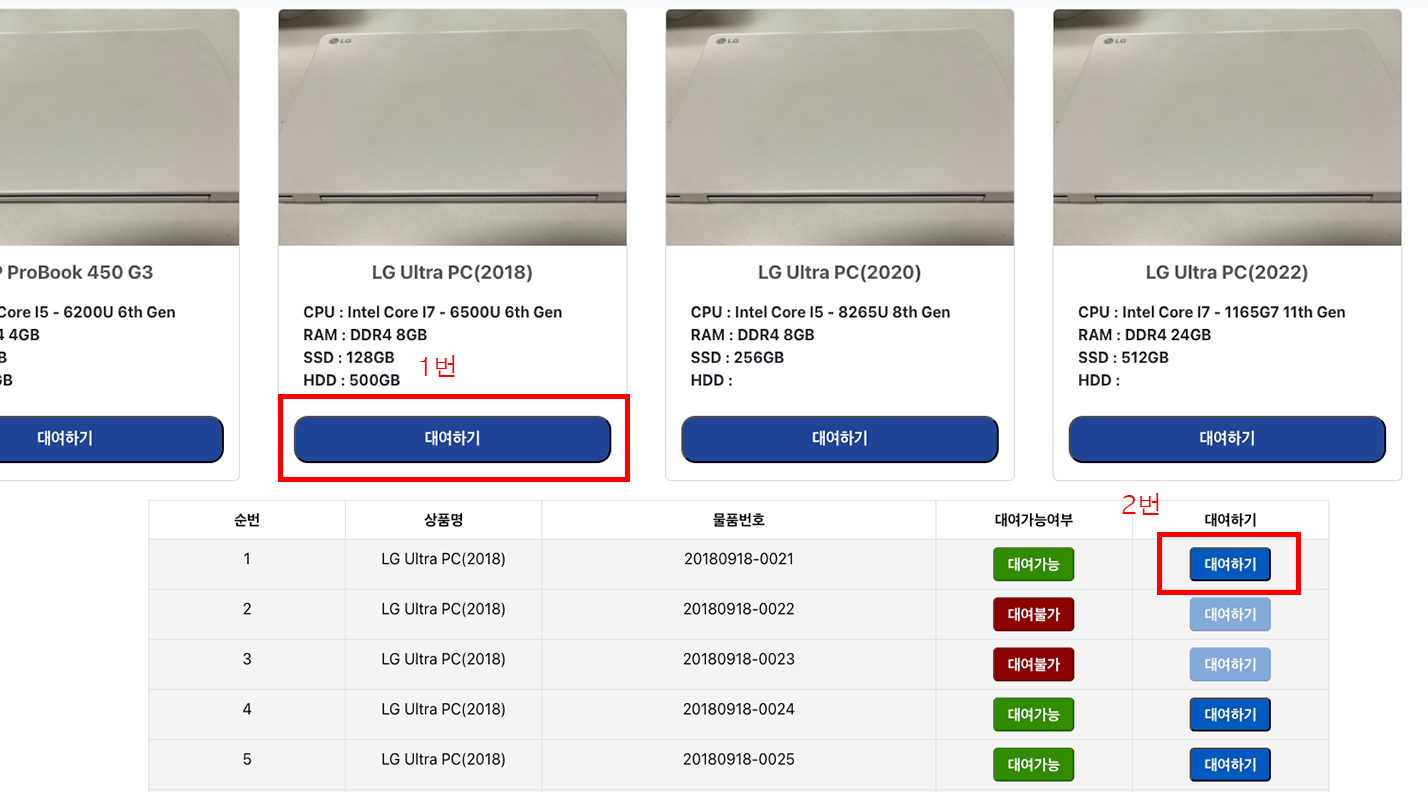 LG
LG
LG
ProBook 450 G3
Core I5 - 6200U 6th Gen
4GB
B
GB
대여하기
LG Ultra PC(2018)
CPU : Intel Core I7 - 6500U 6th Gen
RAM : DDR4 8GB
SSD : 128GB
HDD : 500GB
1번
대여하기
LG Ultra PC(2020)
CPU : Intel Core I5 - 8265U 8th Gen
RAM : DDR4 8GB
SSD : 256GB
HDD :
대여하기
LG Ultra PC(2022)
CPU : Intel Core I7 - 1165G7 11th Gen
RAM : DDR4 24GB
SSD : 512GB
HDD :
대여하기
2번
순번 상품명 물품번호 대여가능여부 대여하기
1 LG Ultra PC(2018) 20180918-0021 대여가능 대여하기
2 LG Ultra PC(2018) 20180918-0022 대여불가 대여하기
3 LG Ultra PC(2018) 20180918-0023 대여불가 대여하기
4 LG Ultra PC(2018) 20180918-0024 대여가능 대여하기
5 LG Ultra PC(2018) 20180918-0025 대여가능 대여하기